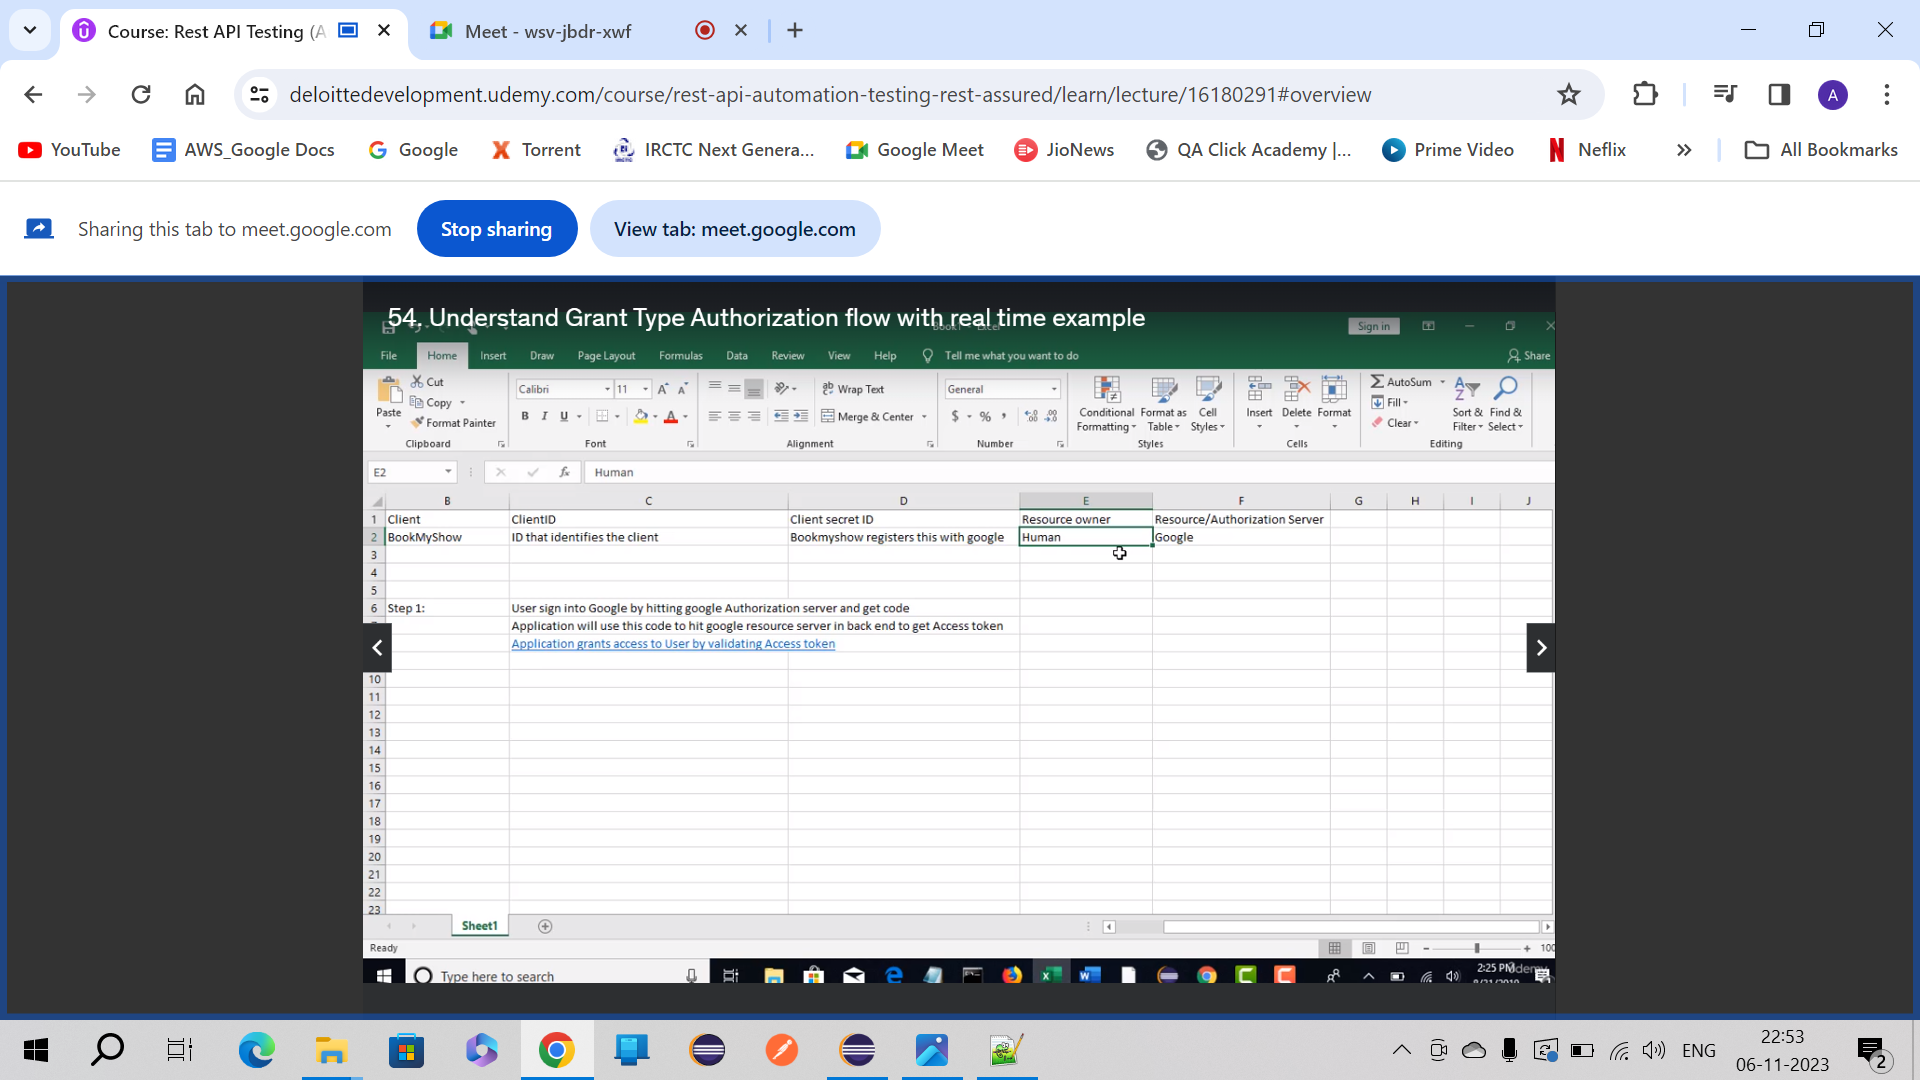 Course: Rest API Testing (A
Meet - wsv-jbdr-xwf
deloittedevelopment.udemy.com/course/rest-api-automation-testing-rest-assured/learn/lecture/16180291#overview
A
YouTube AWS_Google Docs Google Torrent IRCTC Next Genera... Google Meet JioNews QA Click Academy |... Prime Video Neflix » All Bookmarks
Sharing this tab to meet.google.com Stop sharing View tab: meet.google.com
54. Understand Grant Type Authorization flow with real time example
Sign in
File Home Insert Draw Page Layout Formulas Data Review View Help Tell me what you want to do Share
Paste Cut Copy Format Painter Clipboard
Calibri 11 B I U Font
Wrap Text Merge & Center Alignment
General $ % , Number
Conditional Formatting Format as Table Cell Styles Styles
Insert Delete Format Cells
AutoSum Fill Clear Sort & Filter Find & Select Editing
E2 fx Human
B C D E F G H I J
1 Client ClientID Client secret ID Resource owner Resource/Authorization Server
2 BookMyShow ID that identifies the client Bookmyshow registers this with google Human Google
3
4
5
6 Step 1: User sign into Google by hitting google Authorization server and get code
Application will use this code to hit google resource server in back end to get Access token
Application grants access to User by validating Access token
10
11
12
13
14
15
16
17
18
19
20
21
22
23
Sheet1
Ready
100
Type here to search
2:25 PM
ENG
22:53
06-11-2023
2